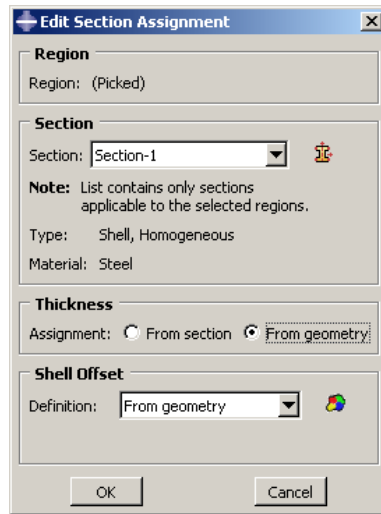 Edit Section Assignment
Region
Region: (Picked)
Section
Section: Section-1
Note: List contains only sections
applicable to the selected regions.
Type: Shell, Homogeneous
Material: Steel
Thickness
Assignment: From section From geometry
Shell Offset
Definition: From geometry
OK Cancel